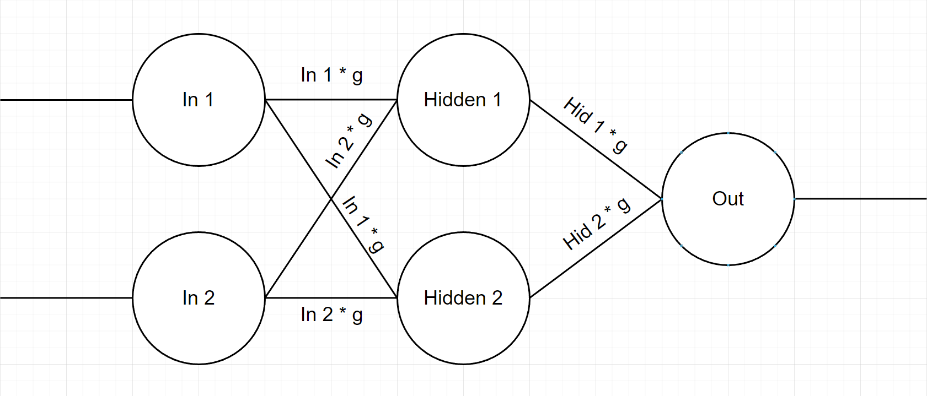 In 1
In 1 * g
Hidden 1
Hid 1 * g
In 2 * g
Out
In 1 * g
Hid 2 * g
In 2
In 2 * g
Hidden 2